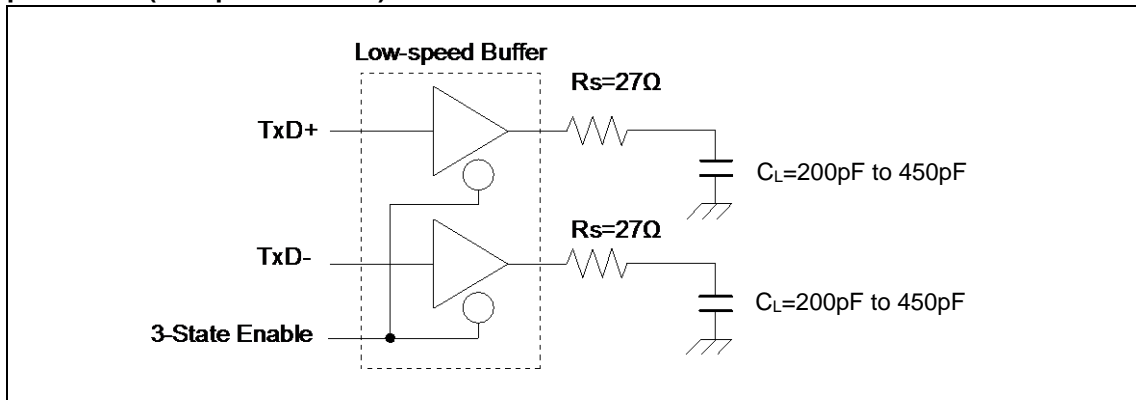 Low-speed Buffer
Rs=27Ω
TxD+
CL=200pF to 450pF
Rs=27Ω
TxD-
CL=200pF to 450pF
3-State Enable